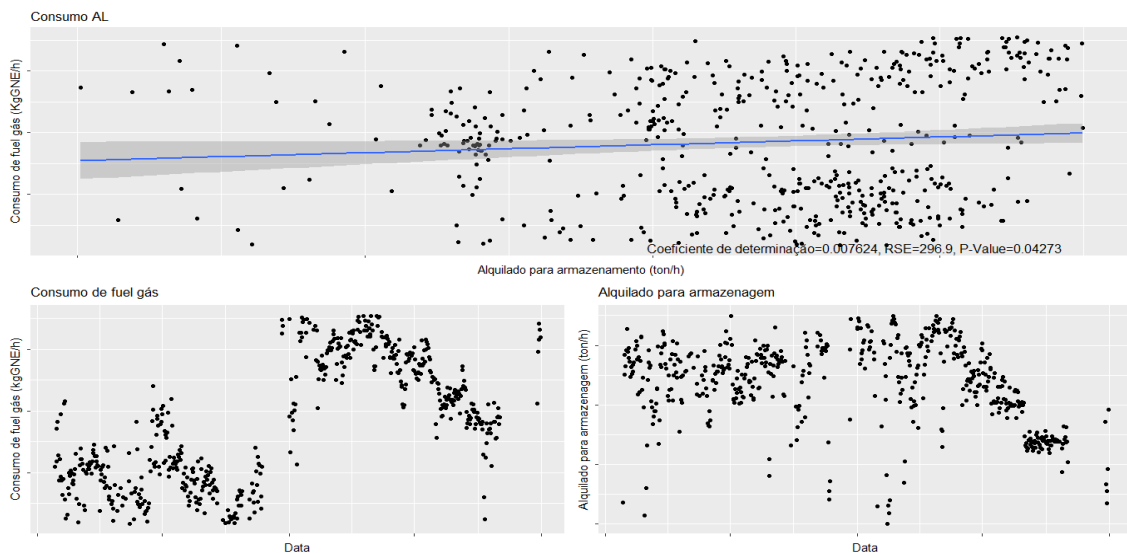 Consumo AL
Consumo de fuel gás (KgGNE/h)
Coeficiente de determinação=0.007624, RSE=296.9, P-Value=0.04273
Alquilado para armazenamento (ton/h)
Consumo de fuel gás
Consumo de fuel gás (kgGNE/h)
Data
Alquilado para armazenagem
Alquilado para armazenagem (ton/h)
Data